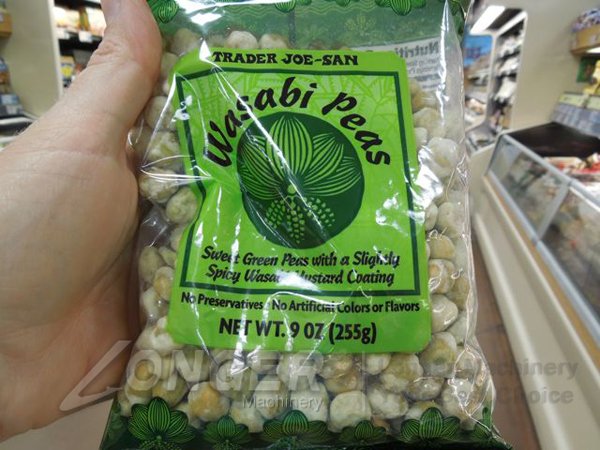 TRADER JOE-SAN
Wasabi Peas
Sweet Green Peas with a Slightly
Spicy Wasabi Mustard Coating
No Preservatives No Artificial Colors or Flavors
NET WT. 9 OZ (255g)
LONGER
Machinery
Machinery
Choice